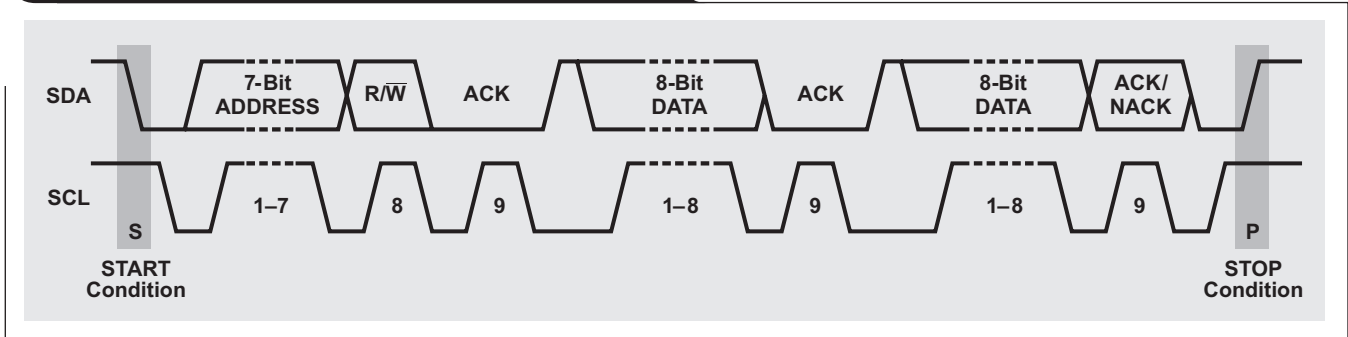 SDA
7-Bit
ADDRESS
R/W̅
ACK
8-Bit
DATA
ACK
8-Bit
DATA
ACK/
NACK
SCL
1–7
8
9
1–8
9
1–8
9
S
P
START
Condition
STOP
Condition